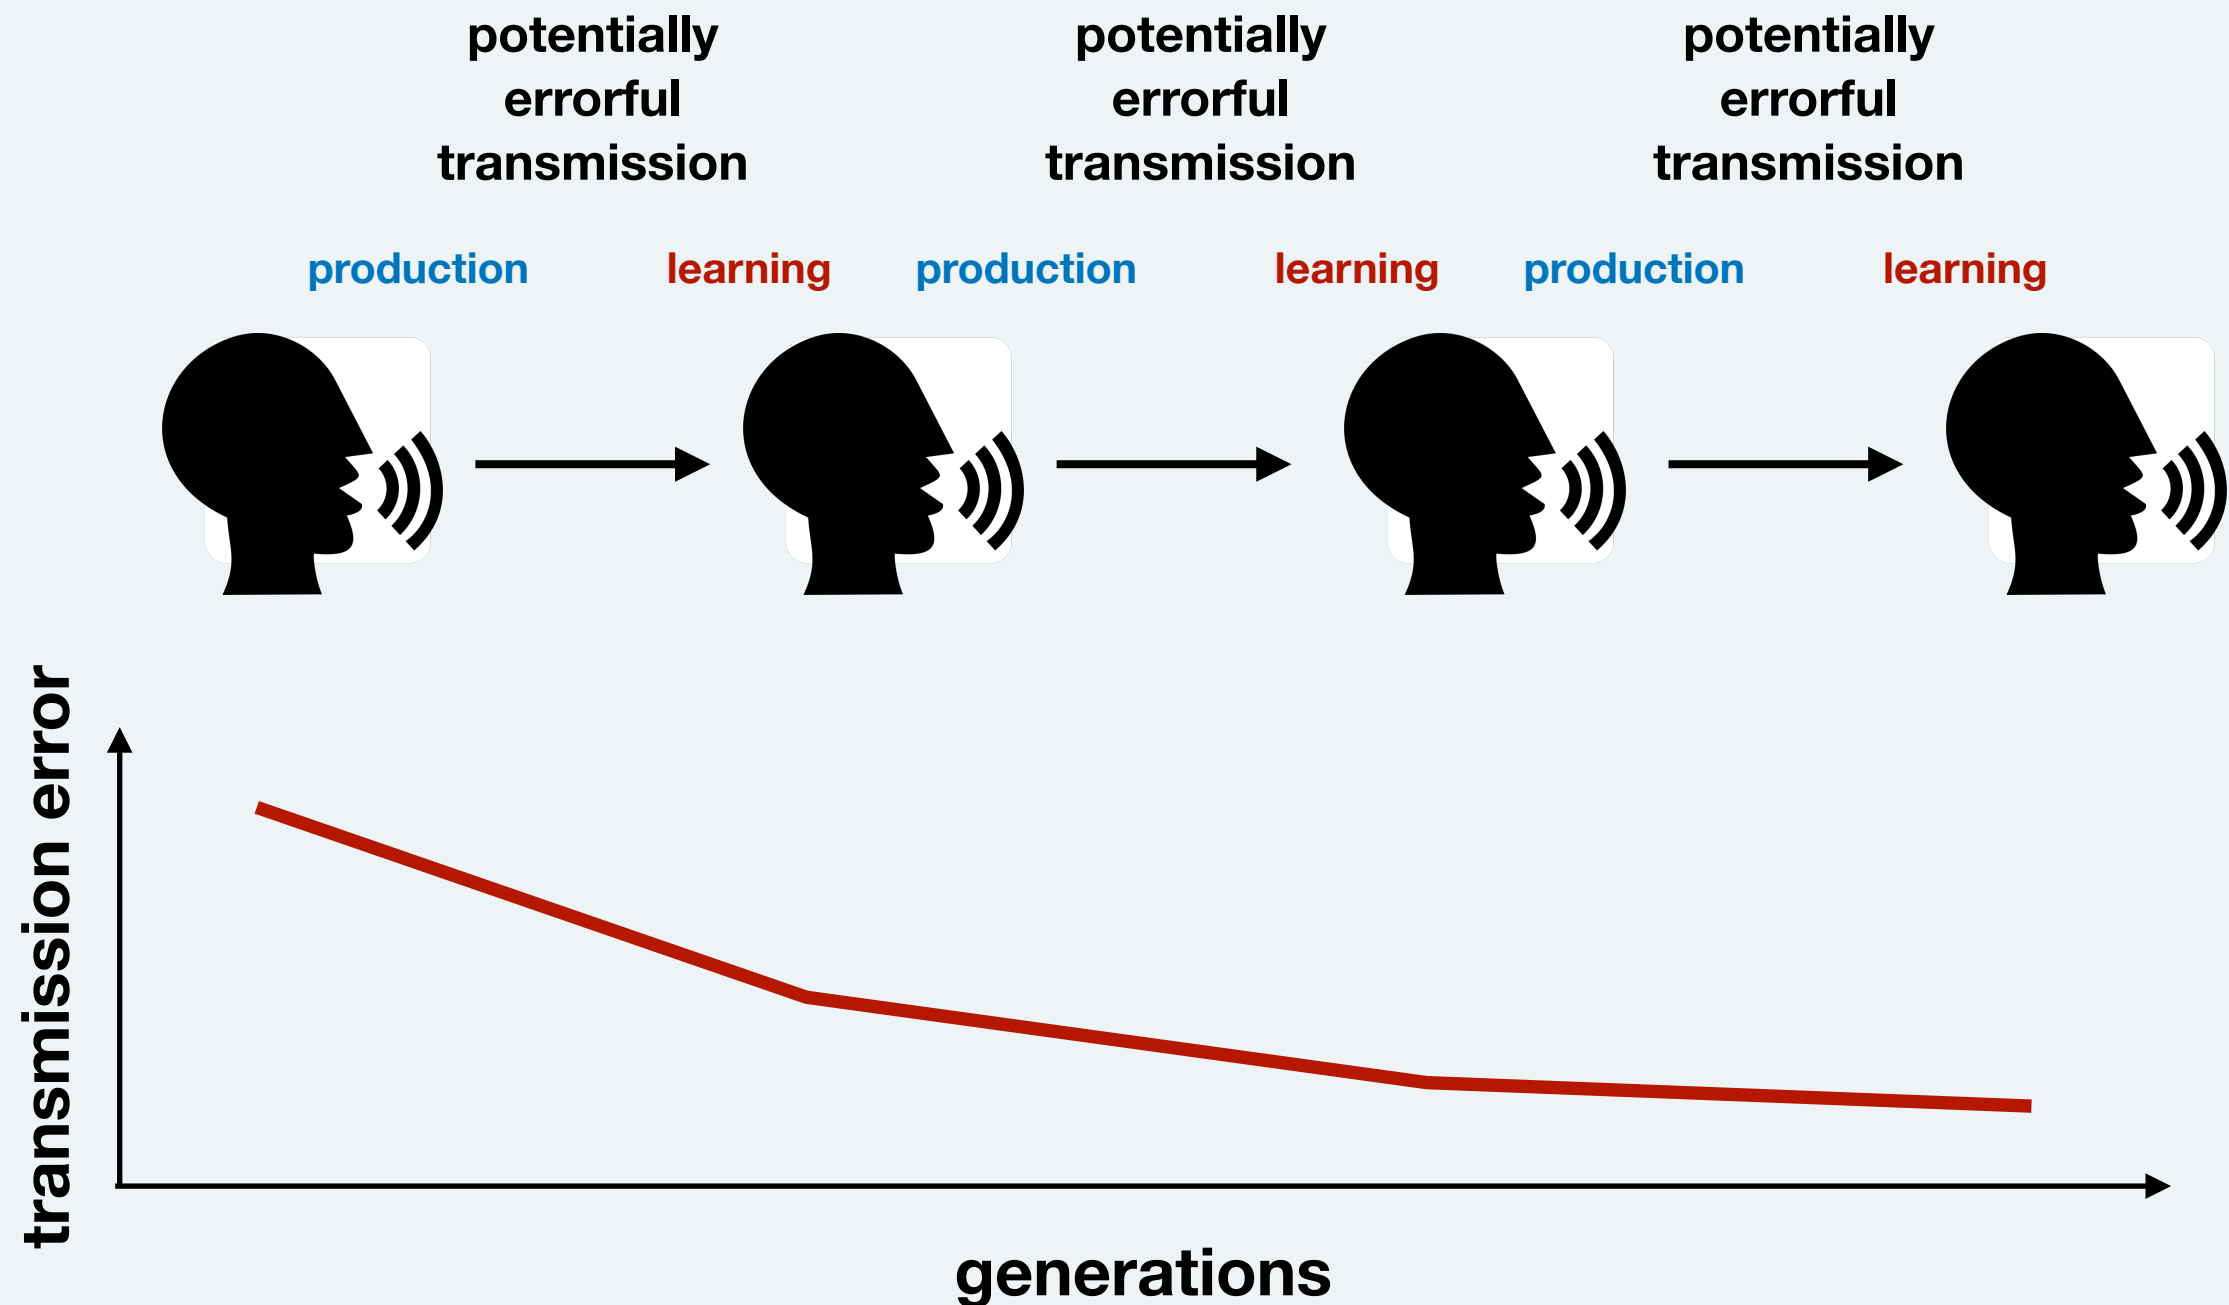 potentially potentially potentially
errorful errorful errorful
transmission transmission transmission
production learning production learning production learning
transmission error
generations